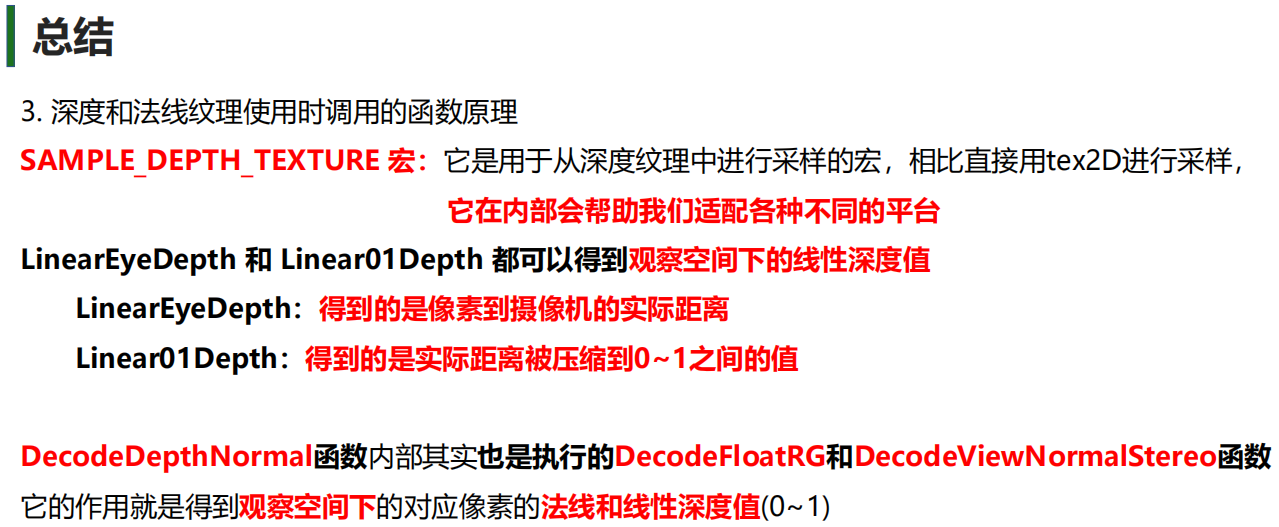 总结
3. 深度和法线纹理使用时调用的函数原理
SAMPLE_DEPTH_TEXTURE 宏：它是用于从深度纹理中进行采样的宏，相比直接用tex2D进行采样，
它在内部会帮助我们适配各种不同的平台
LinearEyeDepth 和 Linear01Depth 都可以得到观察空间下的线性深度值
LinearEyeDepth：得到的是像素到摄像机的实际距离
Linear01Depth：得到的是实际距离被压缩到0~1之间的值
DecodeDepthNormal函数内部其实也是执行的DecodeFloatRG和DecodeViewNormalStereo函数
它的作用就是得到观察空间下的对应像素的法线和线性深度值(0~1)